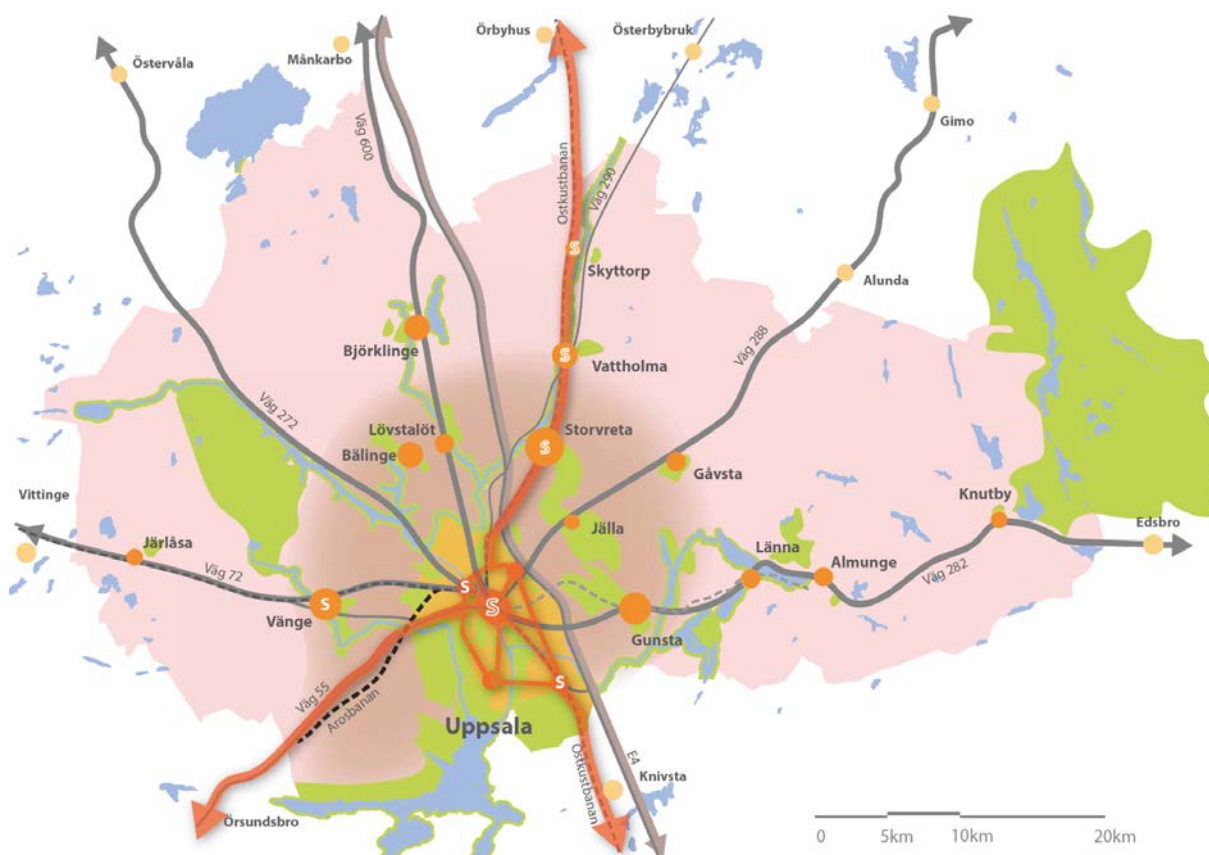 Örbyhus
Österbybruk
Månkarbo
Östervåla
Gimo
Väg 600
Ostkustbanan
Väg 290
S
Skyttorp
Alunda
Björklinge
S
Vattholma
Väg 288
Väg 272
Lövstalöt
Storvreta
Bälinge
S
Gåvsta
Vittinge
Knutby
Jälla
Edsbro
Järlåsa
Länna
Almunge
Väg 72
Väg 282
S
S
S
Vänge
Gunsta
S
Väg 55
Arosbanan
Uppsala
Ostkustbanan
E4
Knivsta
Örsundsbro
0 5km 10km 20km